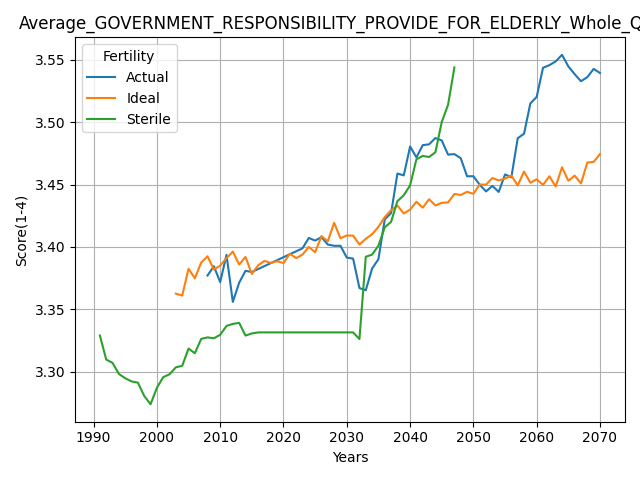 Average_GOVERNMENT_RESPONSIBILITY_PROVIDE_FOR_ELDERLY_Whole_Q
Fertility
Actual
Ideal
Sterile
Score(1-4)
3.55
3.50
3.45
3.40
3.35
3.30
1990 2000 2010 2020 2030 2040 2050 2060 2070
Years